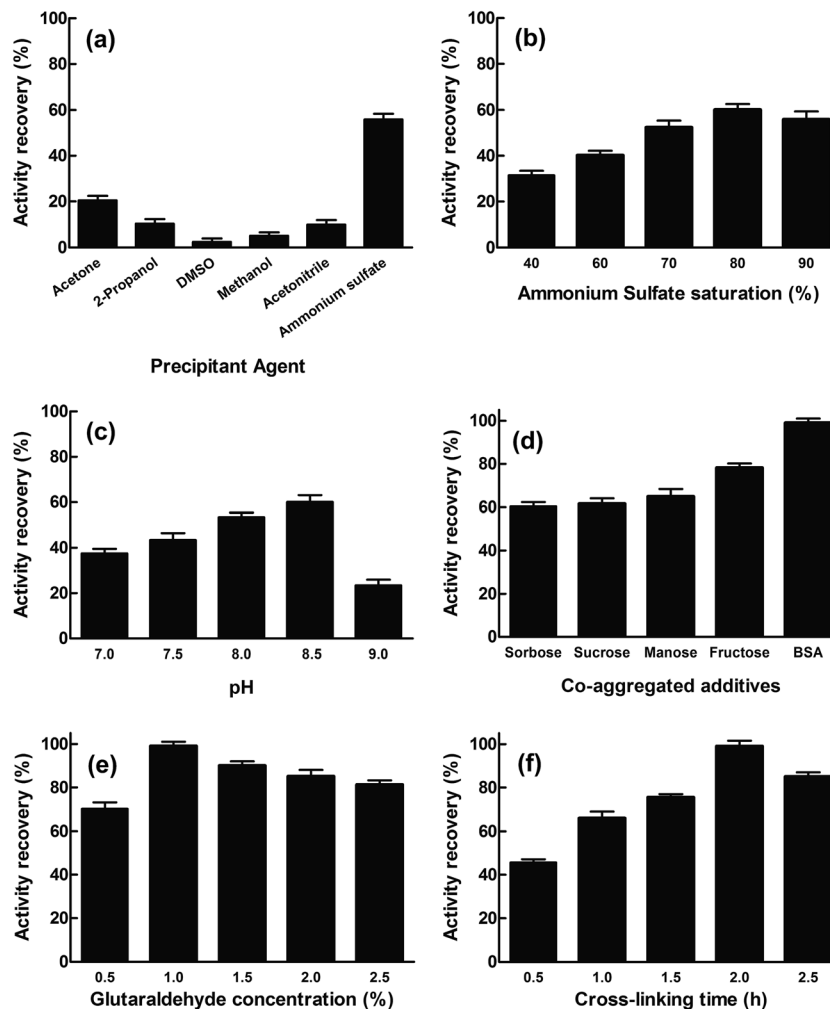 (a)
Activity recovery (%)
100
80
60
40
20
0
Acetone
2-Propanol
DMSO
Methanol
Acetonitrile
Ammonium sulfate
Precipitant Agent
(b)
Activity recovery (%)
100
80
60
40
20
0
40 60 70 80 90
Ammonium Sulfate saturation (%)
(c)
Activity recovery (%)
100
80
60
40
20
0
7.0 7.5 8.0 8.5 9.0
pH
(d)
Activity recovery (%)
100
80
60
40
20
0
Sorbose Sucrose Manose Fructose BSA
Co-aggregated additives
(e)
Activity recovery (%)
100
80
60
40
20
0
0.5 1.0 1.5 2.0 2.5
Glutaraldehyde concentration (%)
(f)
Activity recovery (%)
100
80
60
40
20
0
0.5 1.0 1.5 2.0 2.5
Cross-linking time (h)